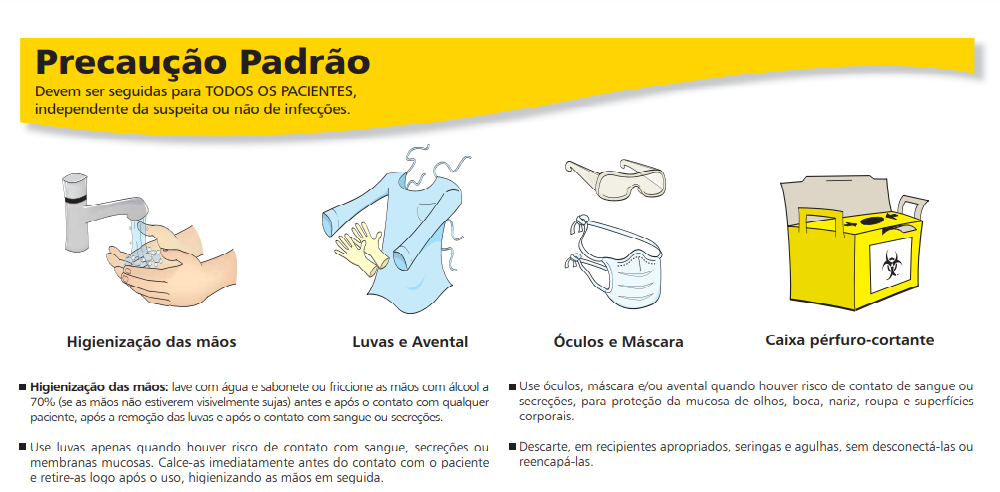 Precaução Padrão
Devem ser seguidas para TODOS OS PACIENTES,
independente da suspeita ou não de infecções.
Higienização das mãos
Luvas e Avental
Óculos e Máscara
Caixa pérfuro-cortante
Higienização das mãos: lave com água e sabonete ou friccione as mãos com álcool a
70% (se as mãos não estiverem visivelmente sujas) antes e após o contato com qualquer
paciente, após a remoção das luvas e após o contato com sangue ou secreções.
Use luvas apenas quando houver risco de contato com sangue, secreções ou
membranas mucosas. Calce-as imediatamente antes do contato com o paciente
e retire-as logo após o uso, higienizando as mãos em seguida.
Use óculos, máscara e/ou avental quando houver risco de contato de sangue ou
secreções, para proteção da mucosa de olhos, boca, nariz, roupa e superfícies
corporais.
Descarte, em recipientes apropriados, seringas e agulhas, sem desconectá-las ou
reencapá-las.